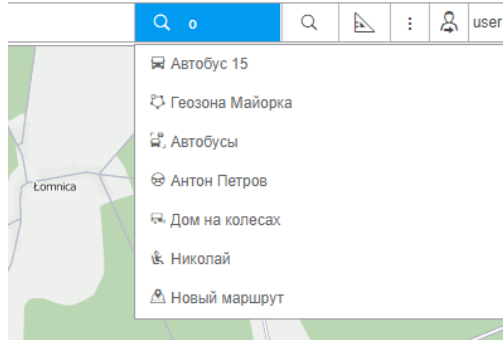 о
user
Автобус 15
Геозона Майорка
Автобусы
Łomnica
Антон Петров
Дом на колесах
Николай
Новый маршрут